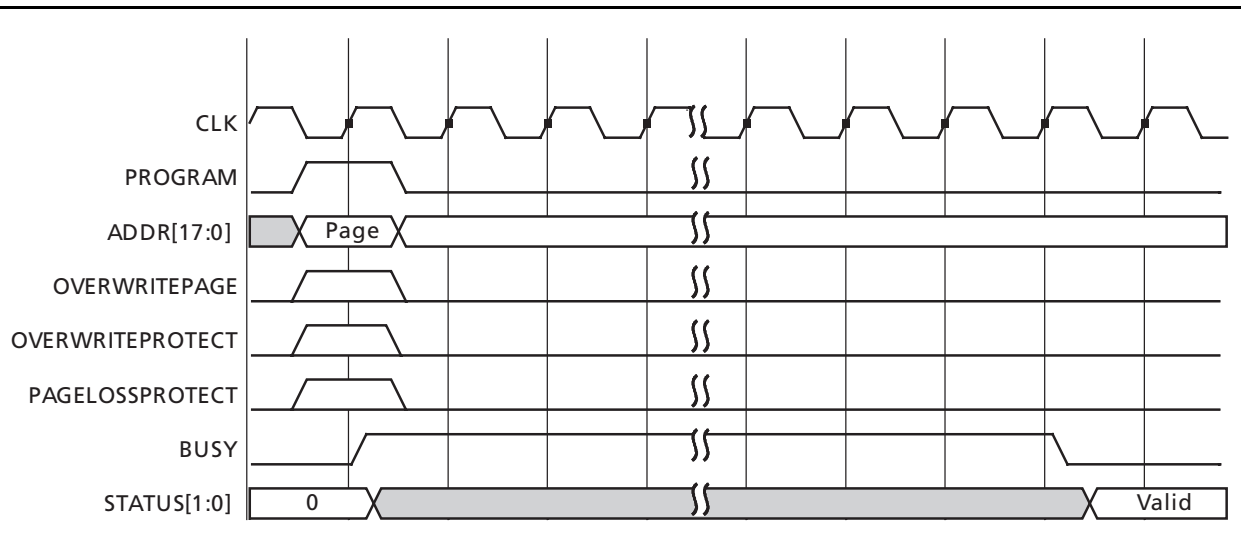 CLK
PROGRAM
ADDR[17:0] Page
OVERWRITEPAGE
OVERWRITEPROTECT
PAGELOSSPROTECT
BUSY
STATUS[1:0] 0 Valid